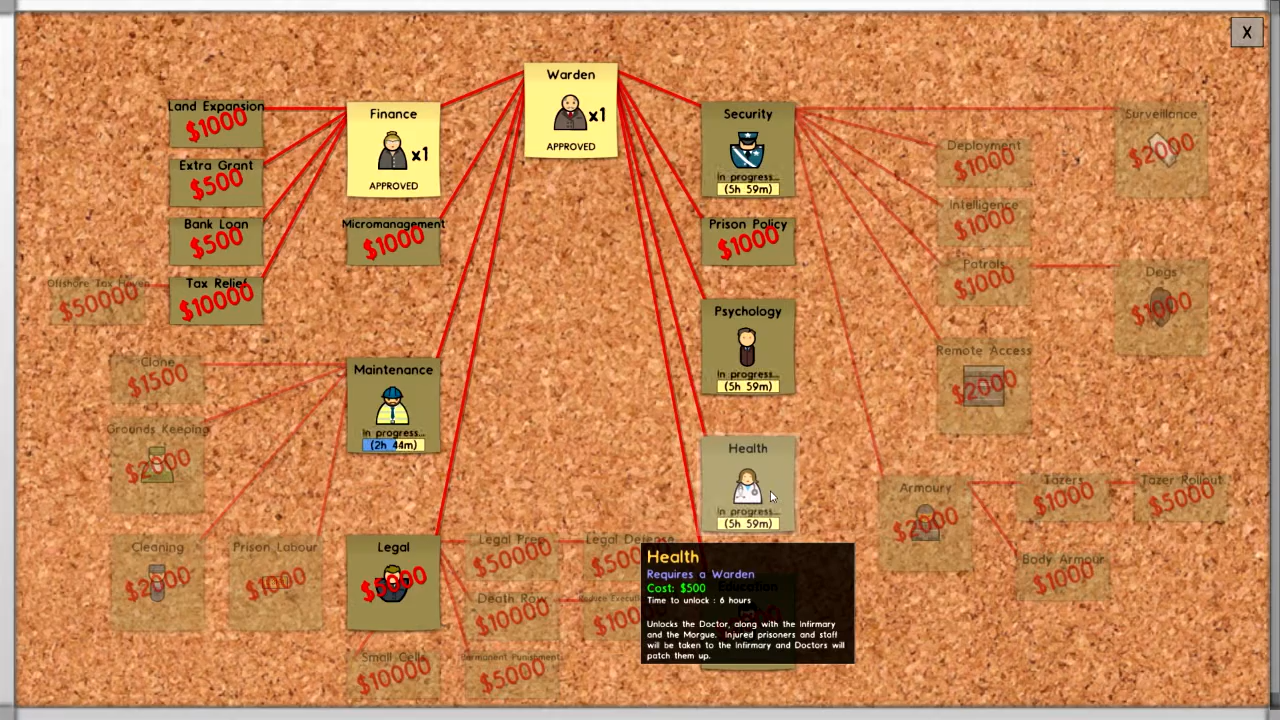 X
Warden
x1
APPROVED
Land Expansion
$1000
Extra Grant
$500
Bank Loan
$500
Offshore Tax Haven
$50000
Tax Relief
$10000
Finance
x1
APPROVED
Micromanagement
$1000
Security
In progress...
(5h 59m)
Prison Policy
$1000
Deployment
$1000
Surveillance
$2000
Intelligence
$1000
Patrols
$1000
Dogs
$1000
Psychology
In progress...
(5h 59m)
Remote Access
$2000
Clone
$1500
Grounds Keeping
$2000
Maintenance
In progress...
(2h 44m)
Health
In progress...
(5h 59m)
Armoury
$2000
Tazers
$1000
Tazer Rollout
$5000
Body Armour
$1000
Cleaning
$2000
Prison Labour
$1000
Legal
$5000
Legal Prep
$50000
Legal Defense
Death Row
$10000
Small Cells
$10000
Permanent Punishment
$5000
Education
Health
Requires a Warden
Cost: $500
Time to unlock : 6 hours
Unlocks the Doctor, along with the Infirmary
and the Morgue. Injured prisoners and staff
will be taken to the Infirmary and Doctors will
patch them up.